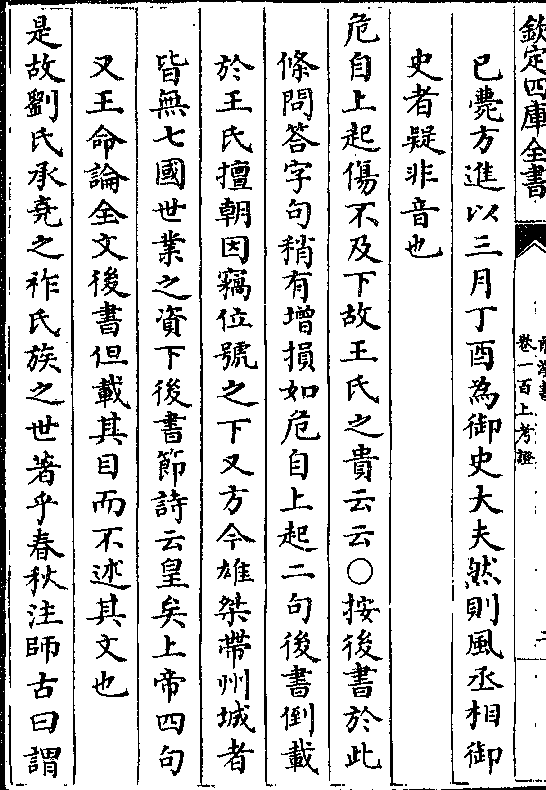 欽定四庫全書
卷一百上考證
已薨方進以三月丁酉為御史大夫然則風丞相御
史者疑非音也
危自上起傷不及下故王氏之貴云云○按後書於此
條問答字句稍有增損如危自上起二句後書倒載
於王氏擅朝因竊位號之下又方今雄桀帶州城者
皆無七國世業之資下後書節詩云皇矣上帝四句
又王命論全文後書但載其目而不述其文也
是故劉氏承堯之祚氏族之世著乎春秋注師古曰謂